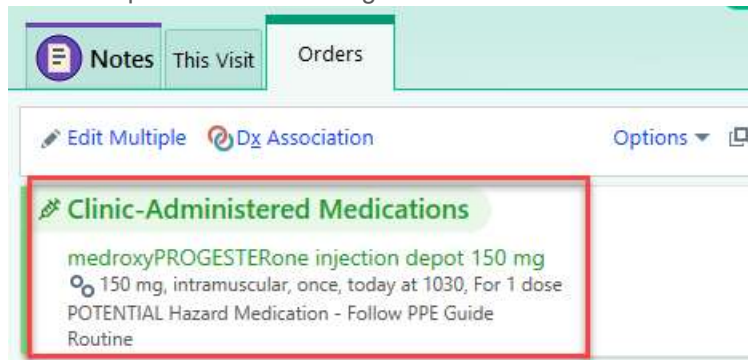 Notes This Visit Orders
Edit Multiple Dx Association Options
Clinic-Administered Medications
medroxyPROGESTERone injection depot 150 mg
150 mg, intramuscular, once, today at 1030, For 1 dose
POTENTIAL Hazard Medication - Follow PPE Guide
Routine